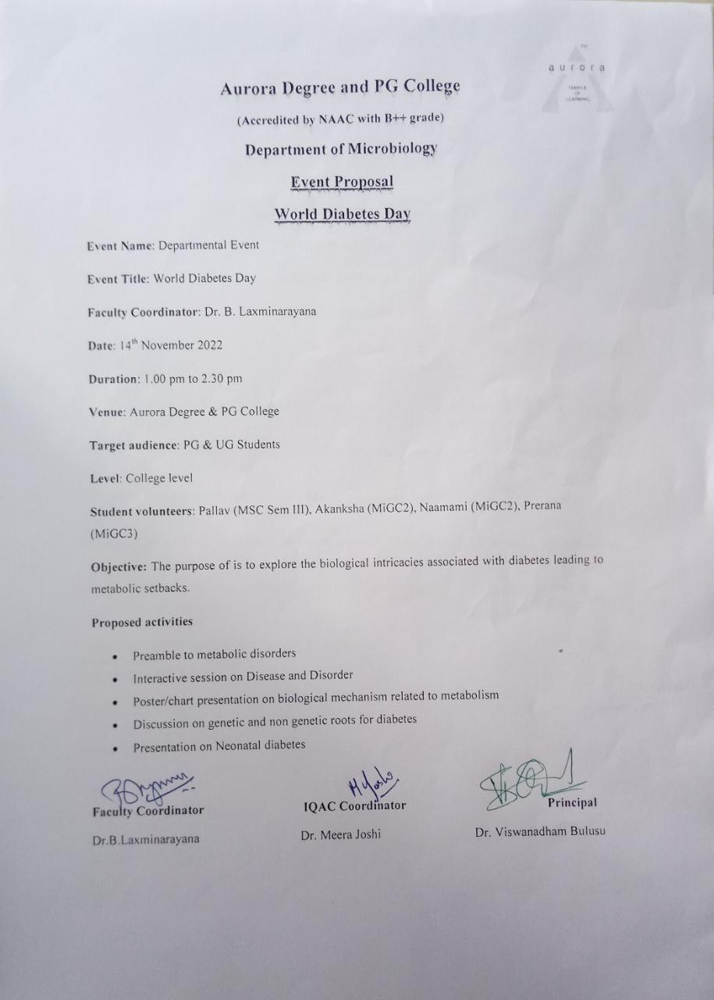 TM
aurora
TEMPLE
OF
LEARNING
Aurora Degree and PG College
(Accredited by NAAC with B++ grade)
Department of Microbiology
Event Proposal
World Diabetes Day
Event Name: Departmental Event
Event Title: World Diabetes Day
Faculty Coordinator: Dr. B. Laxminarayana
Date: 14th November 2022
Duration: 1.00 pm to 2.30 pm
Venue: Aurora Degree & PG College
Target audience: PG & UG Students
Level: College level
Student volunteers: Pallav (MSC Sem III), Akanksha (MiGC2), Naamami (MiGC2), Prerana
(MiGC3)
Objective: The purpose of is to explore the biological intricacies associated with diabetes leading to
metabolic setbacks.
Proposed activities
• Preamble to metabolic disorders
• Interactive session on Disease and Disorder
• Poster/chart presentation on biological mechanism related to metabolism
• Discussion on genetic and non genetic roots for diabetes
• Presentation on Neonatal diabetes
MJoshi
Faculty Coordinator IQAC Coordinator Principal
Dr.B.Laxminarayana Dr. Meera Joshi Dr. Viswanadham Bulusu